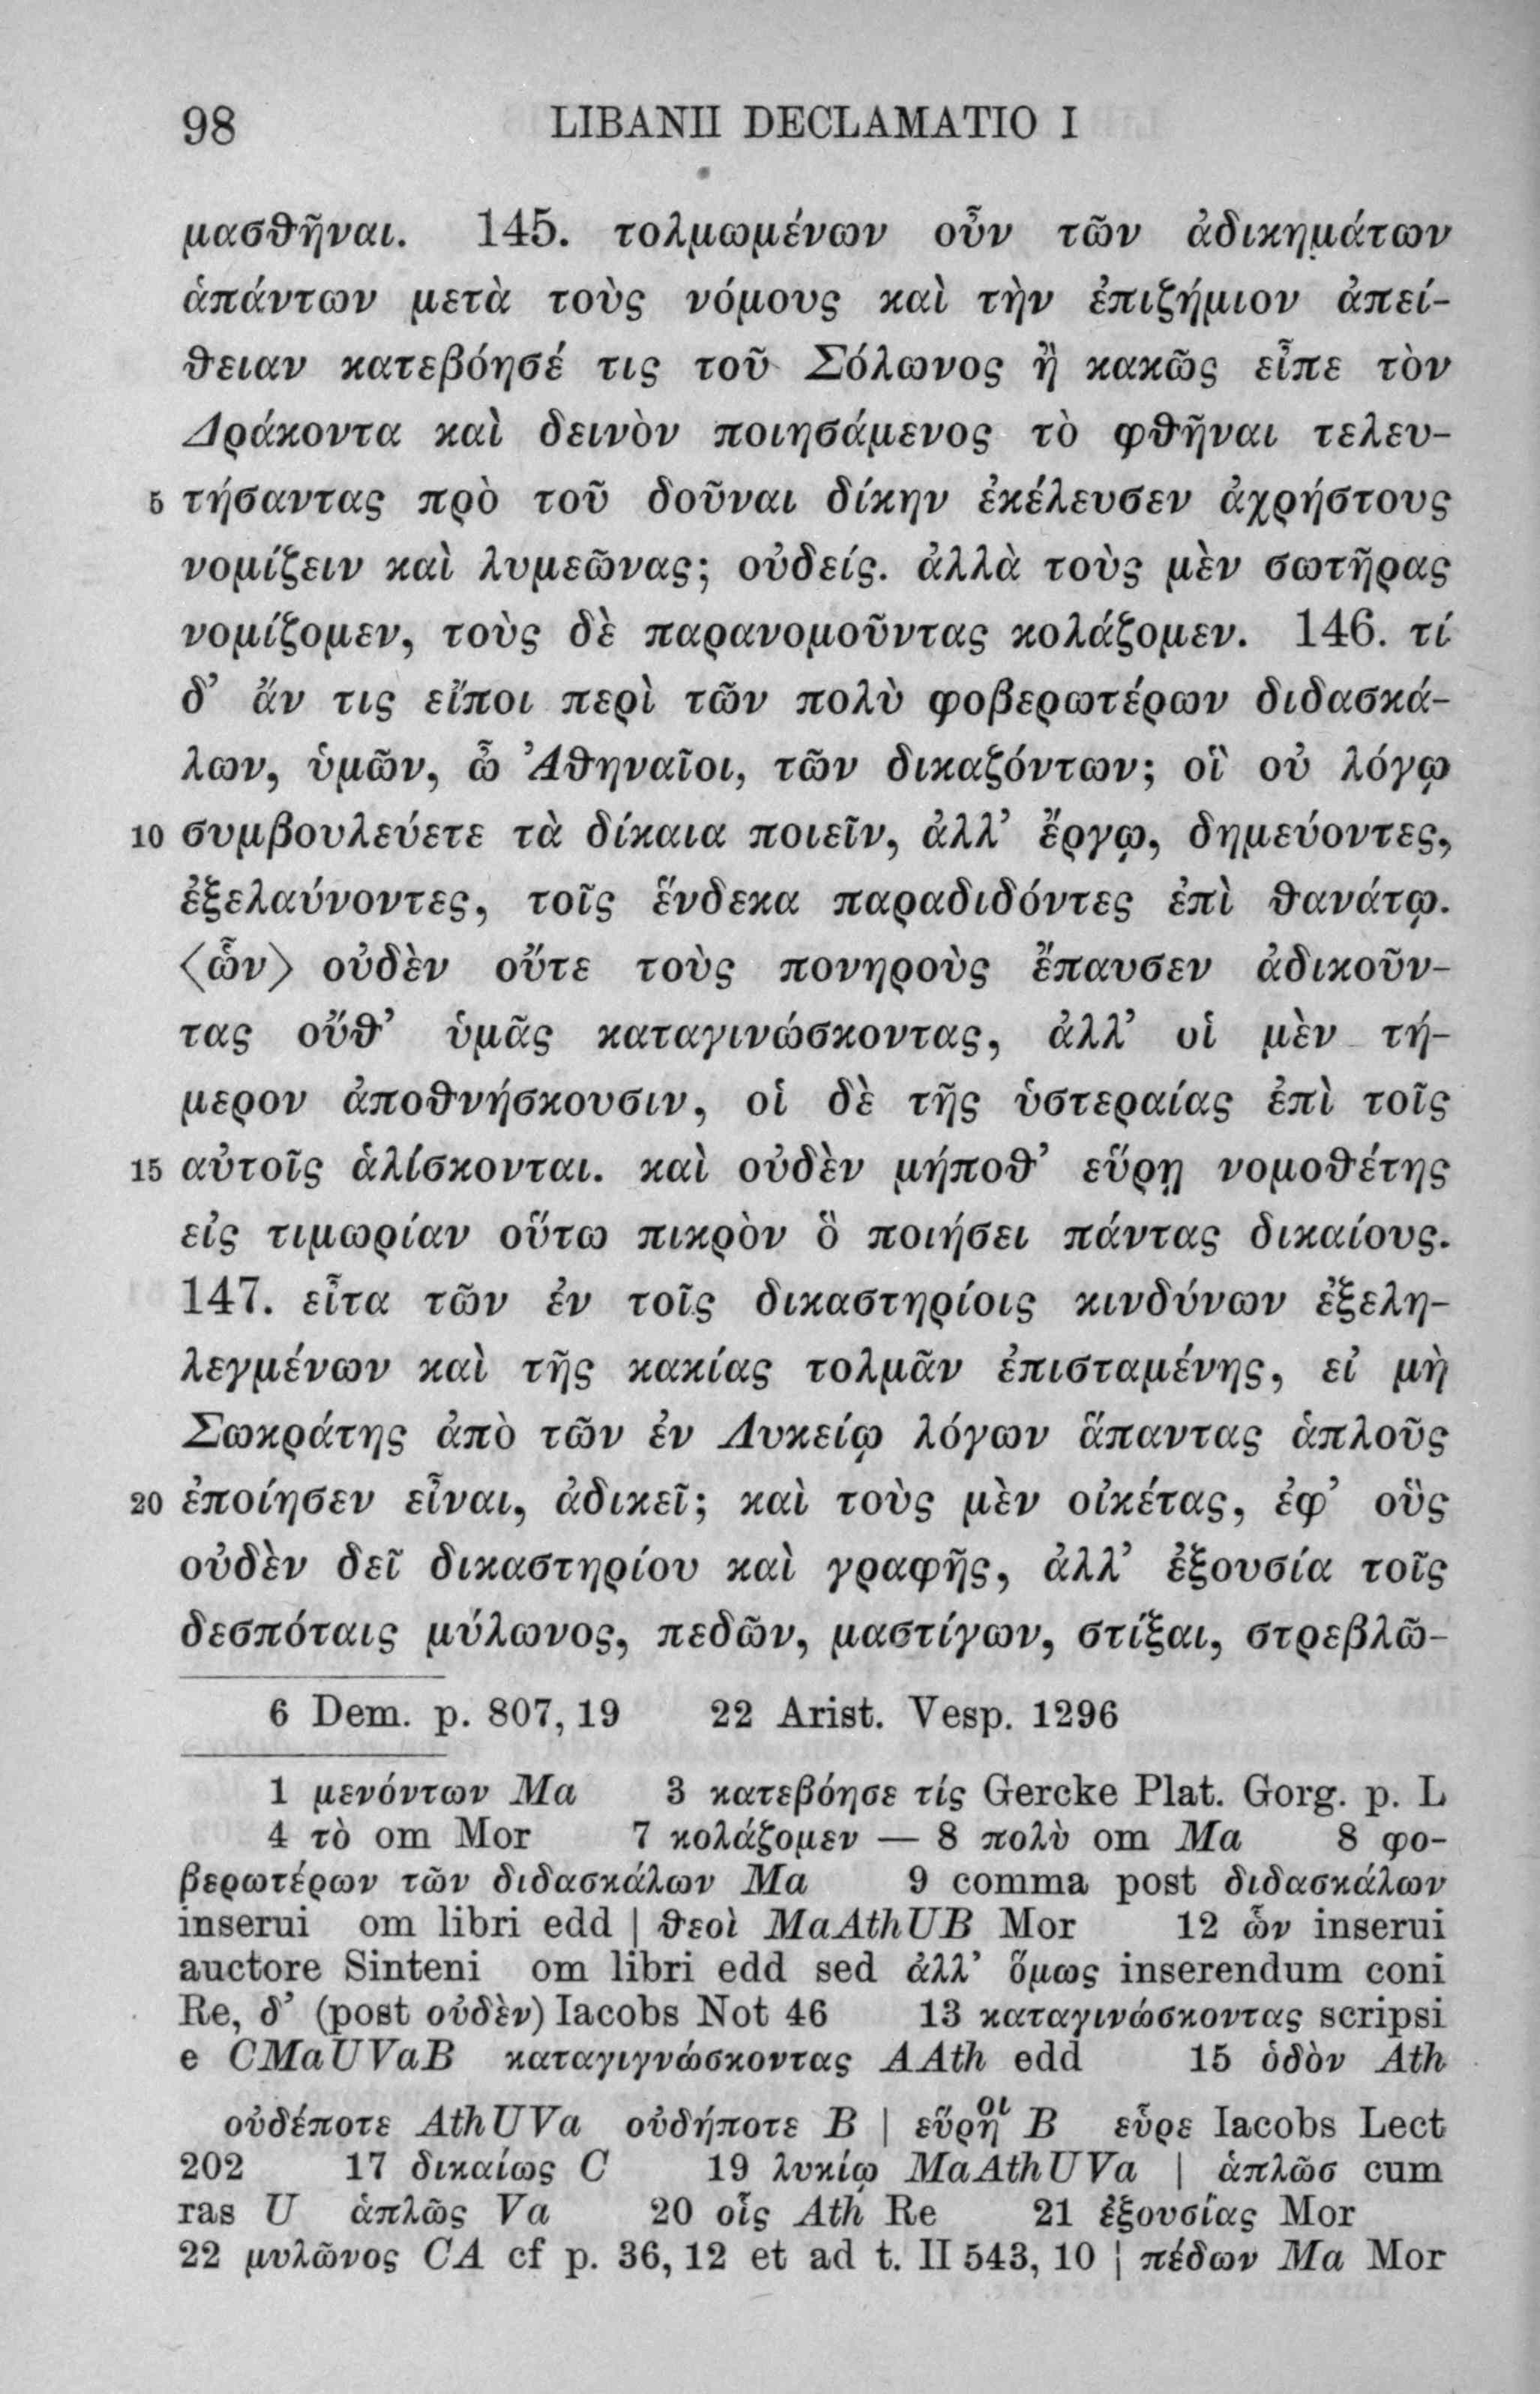 98 LIBANII DECLAMATIO I
μασθῆναι. 145. τολμωμένων οὖν τῶν ἀδικημάτων
ἁπάντων μετὰ τοὺς νόμους καὶ τὴν ἐπιζήμιον ἀπεί-
θειαν κατεβόησέ τις τοῦ Σόλωνος ἢ κακῶς εἶπε τὸν
Δράκοντα καὶ δεινὸν ποιησάμενος τὸ φθῆναι τελευ-
5 τήσαντας πρὸ τοῦ δοῦναι δίκην ἐκέλευσεν ἀχρήστους
νομίζειν καὶ λυμεῶνας; οὐδείς. ἀλλὰ τοὺς μὲν σωτῆρας
νομίζομεν, τοὺς δὲ παρανομοῦντας κολάζομεν. 146. τί
δ’ ἄν τις εἴποι περὶ τῶν πολὺ φοβερωτέρων διδασκά-
λων, ὑμῶν, ὦ Ἀθηναῖοι, τῶν δικαζόντων; οἳ οὐ λόγῳ
10 συμβουλεύετε τὰ δίκαια ποιεῖν, ἀλλ’ ἔργῳ, δημεύοντες,
ἐξελαύνοντες, τοῖς ἕνδεκα παραδιδόντες ἐπὶ θανάτῳ.
⟨ὧν⟩ οὐδὲν οὔτε τοὺς πονηροὺς ἔπαυσεν ἀδικοῦν-
τας οὔθ’ ὑμᾶς καταγινώσκοντας, ἀλλ’ οἱ μὲν τή-
μερον ἀποθνήσκουσιν, οἱ δὲ τῆς ὑστεραίας ἐπὶ τοῖς
15 αὐτοῖς ἁλίσκονται. καὶ οὐδὲν μήποθ’ εὕρῃ νομοθέτης
εἰς τιμωρίαν οὕτω πικρὸν ὃ ποιήσει πάντας δικαίους.
147. εἶτα τῶν ἐν τοῖς δικαστηρίοις κινδύνων ἐξελη-
λεγμένων καὶ τῆς κακίας τολμᾶν ἐπισταμένης, εἰ μὴ
Σωκράτης ἀπὸ τῶν ἐν Λυκείῳ λόγων ἅπαντας ἁπλοῦς
20 ἐποίησεν εἶναι, ἀδικεῖ; καὶ τοὺς μὲν οἰκέτας, ἐφ’ οὓς
οὐδὲν δεῖ δικαστηρίου καὶ γραφῆς, ἀλλ’ ἐξουσία τοῖς
δεσπόταις μύλωνος, πεδῶν, μαστίγων, στίξαι, στρεβλῶ-
6 Dem. p. 807, 19 22 Arist. Vesp. 1296
1 μενόντων Ma 3 κατεβόησε τίς Gercke Plat. Gorg. p. L
4 τὸ om Mor 7 κολάζομεν — 8 πολὺ om Ma 8 φο-
βερωτέρων τῶν διδασκάλων Ma 9 comma post διδασκάλων
inserui om libri edd | θεοὶ MaAthUB Mor 12 ὧν inserui
auctore Sinteni om libri edd sed ἀλλ’ ὅμως inserendum coni
Re, δ’ (post οὐδὲν) Iacobs Not 46 13 καταγινώσκοντας scripsi
e CMaUVaB καταγιγνώσκοντας AAth edd 15 ὁδὸν Ath
οὐδέποτε AthUVa οὐδήποτε B | εὕρηοι B εὗρε Iacobs Lect
202 17 δικαίως C 19 λυκίῳ MaAthUVa | ἁπλῶσ cum
ras U ἁπλῶς Va 20 οἷς Ath Re 21 ἐξουσίας Mor
22 μυλῶνος CA cf p. 36, 12 et ad t. II 543, 10 | πέδων Ma Mor